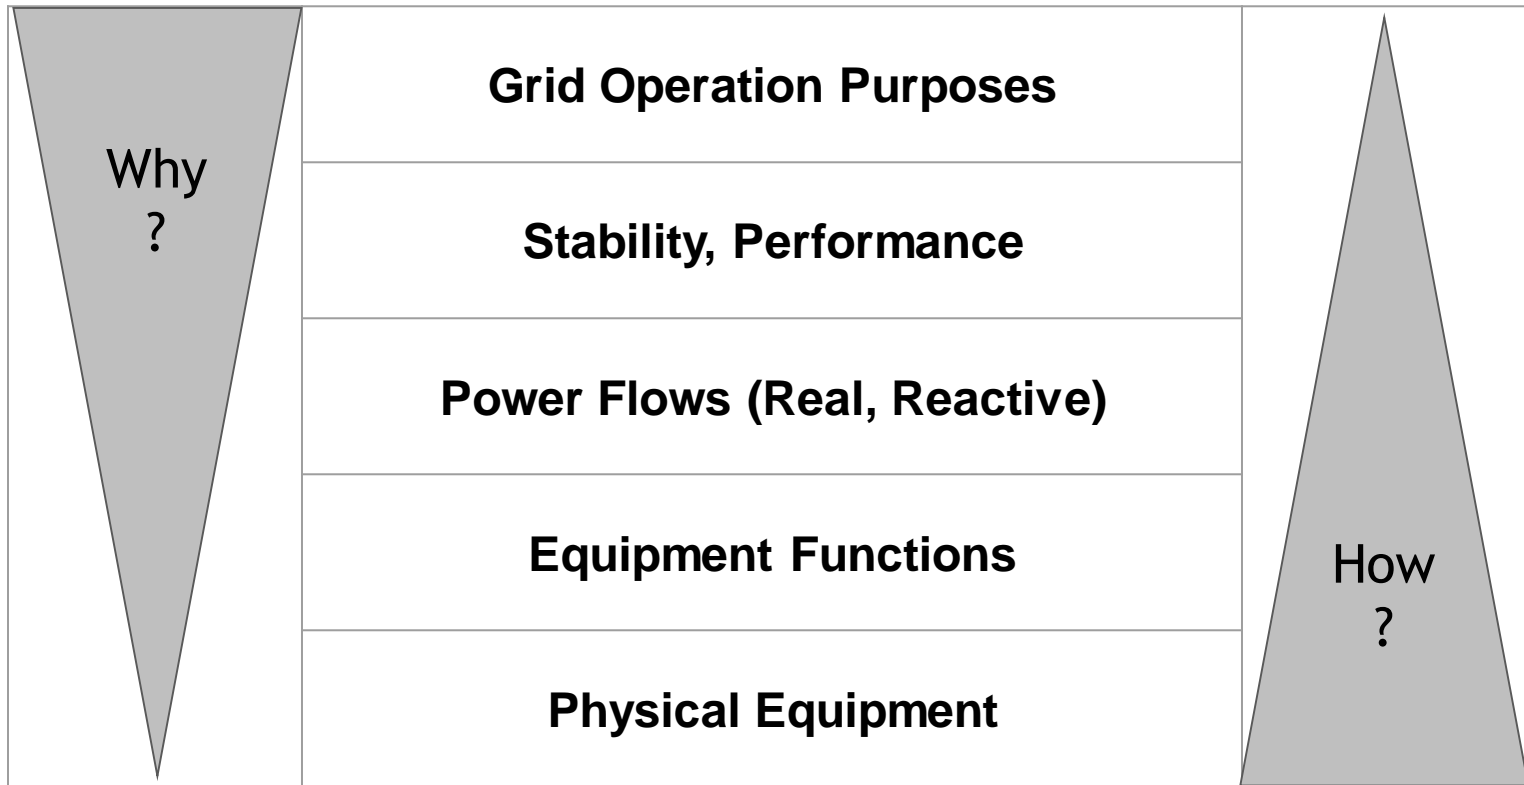 Grid Operation Purposes
Why
?
Stability, Performance
Power Flows (Real, Reactive)
Equipment Functions
How
?
Physical Equipment